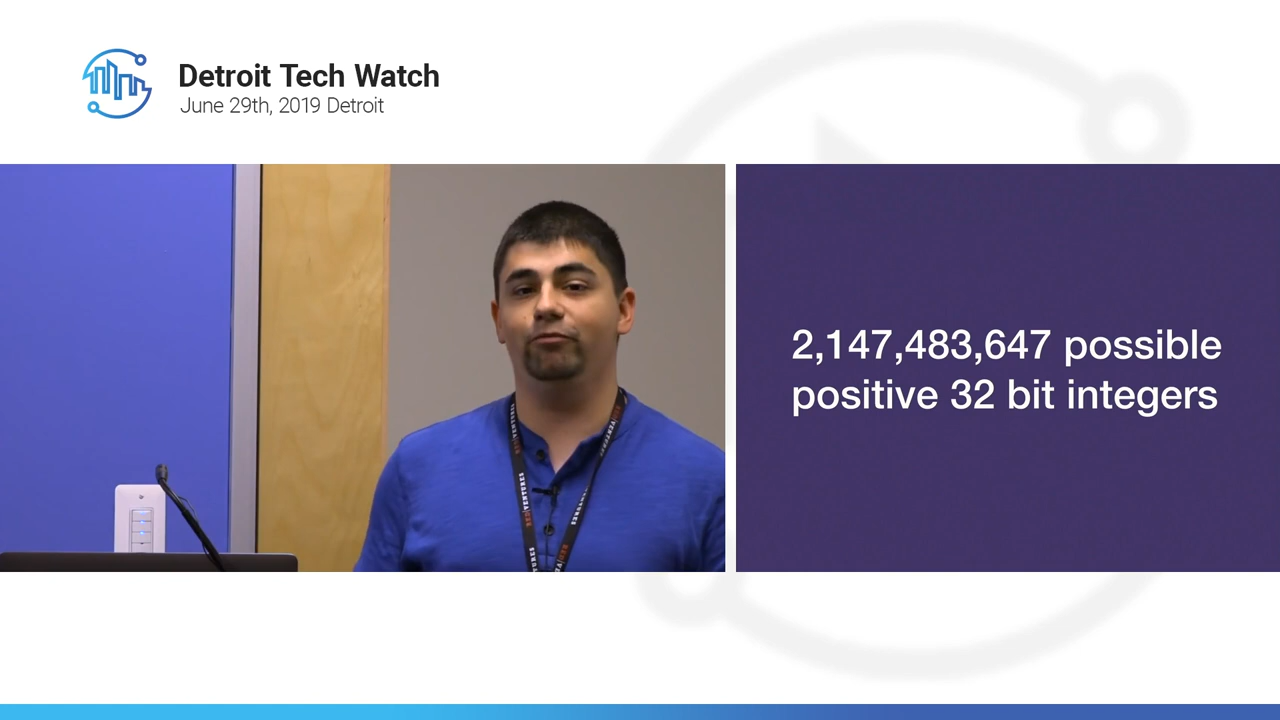 Detroit Tech Watch
June 29th, 2019 Detroit
2,147,483,647 possible
positive 32 bit integers